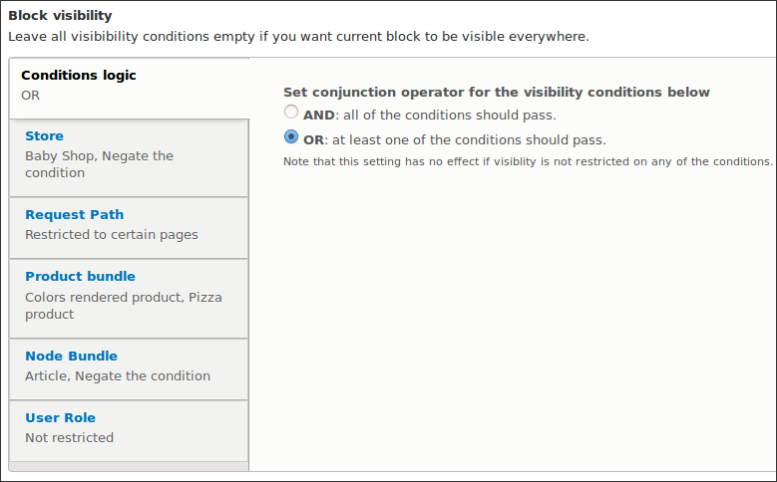 Block visibility
Leave all visibibility conditions empty if you want current block to be visible everywhere.
Conditions logic
OR
Set conjunction operator for the visibility conditions below
AND: all of the conditions should pass.
OR: at least one of the conditions should pass.
Note that this setting has no effect if visiblity is not restricted on any of the conditions.
Store
Baby Shop, Negate the
condition
Request Path
Restricted to certain pages
Product bundle
Colors rendered product, Pizza
product
Node Bundle
Article, Negate the condition
User Role
Not restricted